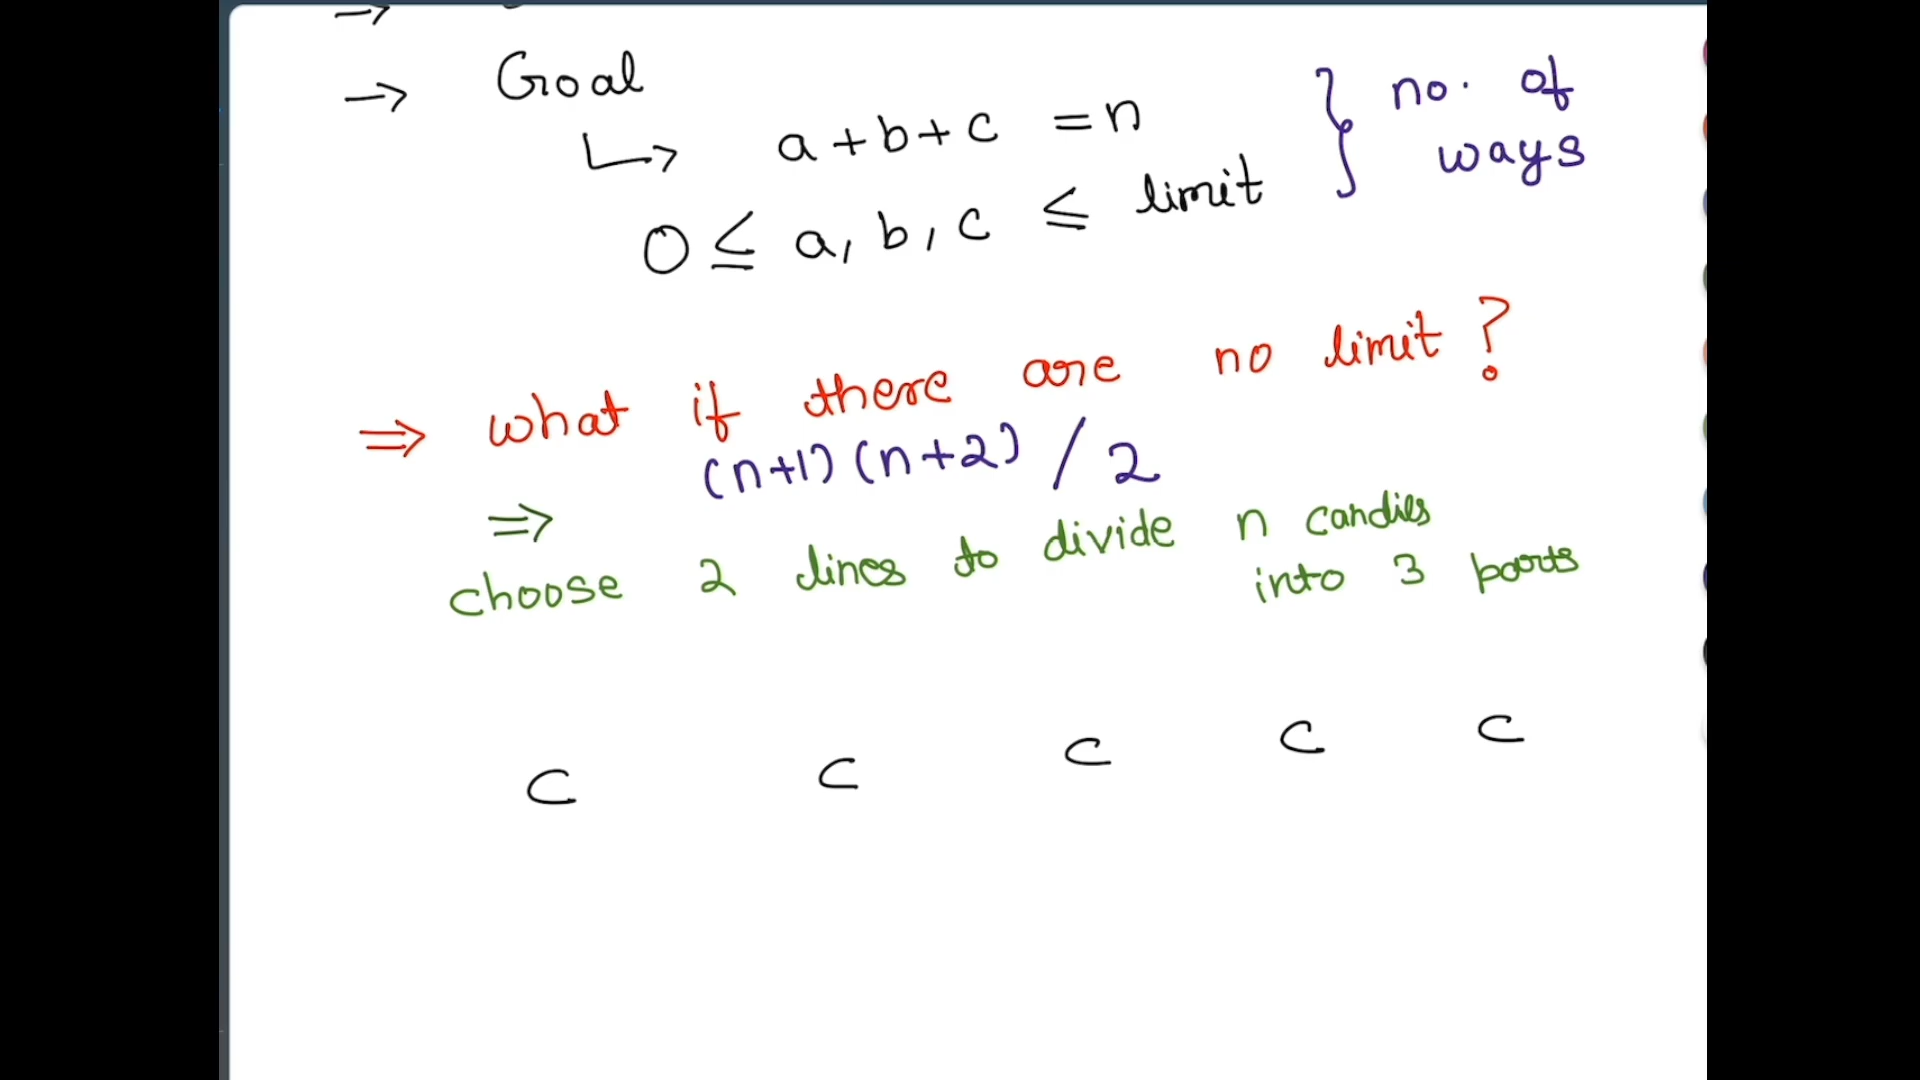 → Goal
↳ a + b + c = n } no. of
0 ≤ a, b, c ≤ limit ways
⇒ what if there are no limit ?
(n+1) (n+2) / 2
⇒
choose 2 lines to divide n candies
into 3 parts
c c c c c